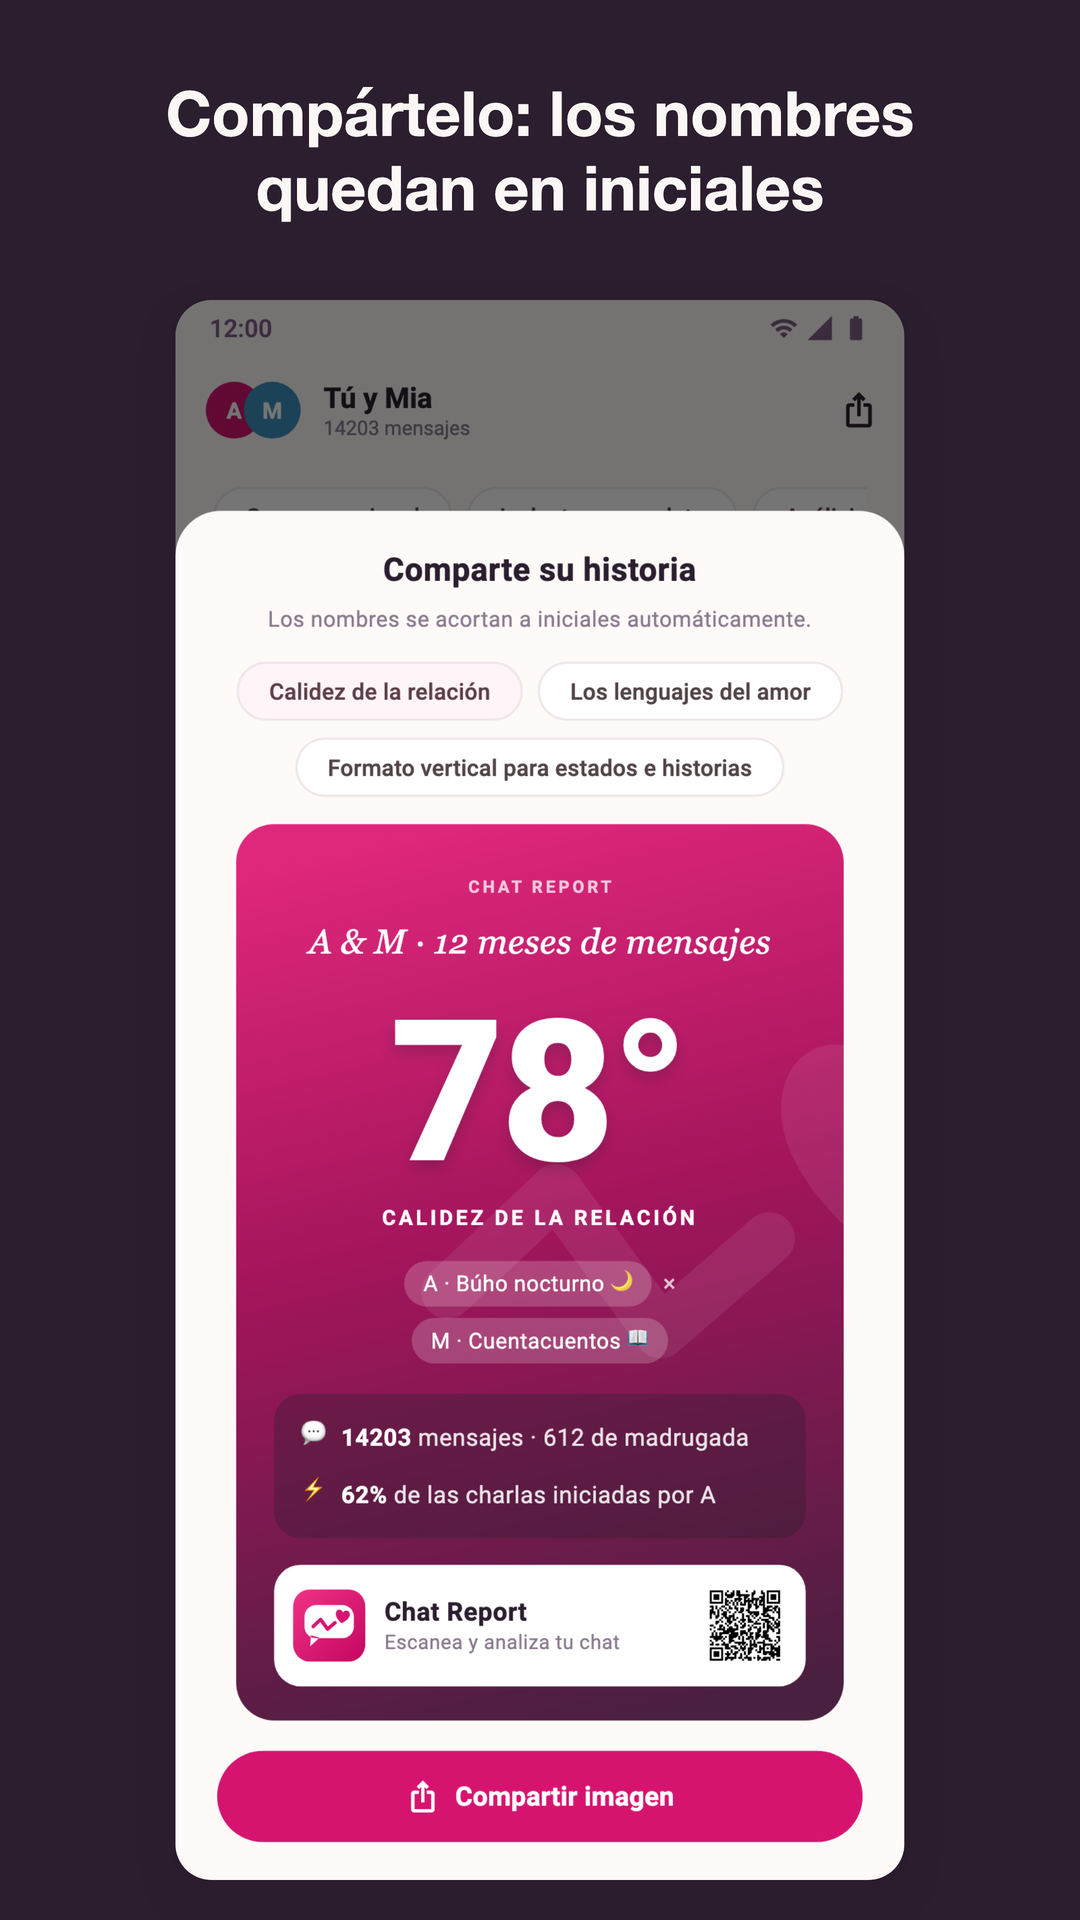 Compártelo: los nombres
quedan en iniciales
12:00
A M
Tú y Mia
14203 mensajes
Comparte su historia
Los nombres se acortan a iniciales automáticamente.
Calidez de la relación
Los lenguajes del amor
Formato vertical para estados e historias
CHAT REPORT
A & M · 12 meses de mensajes
78°
CALIDEZ DE LA RELACIÓN
A · Búho nocturno 🌙 ×
M · Cuentacuentos 📖
💬 14203 mensajes · 612 de madrugada
⚡ 62% de las charlas iniciadas por A
Chat Report
Escanea y analiza tu chat
Compartir imagen